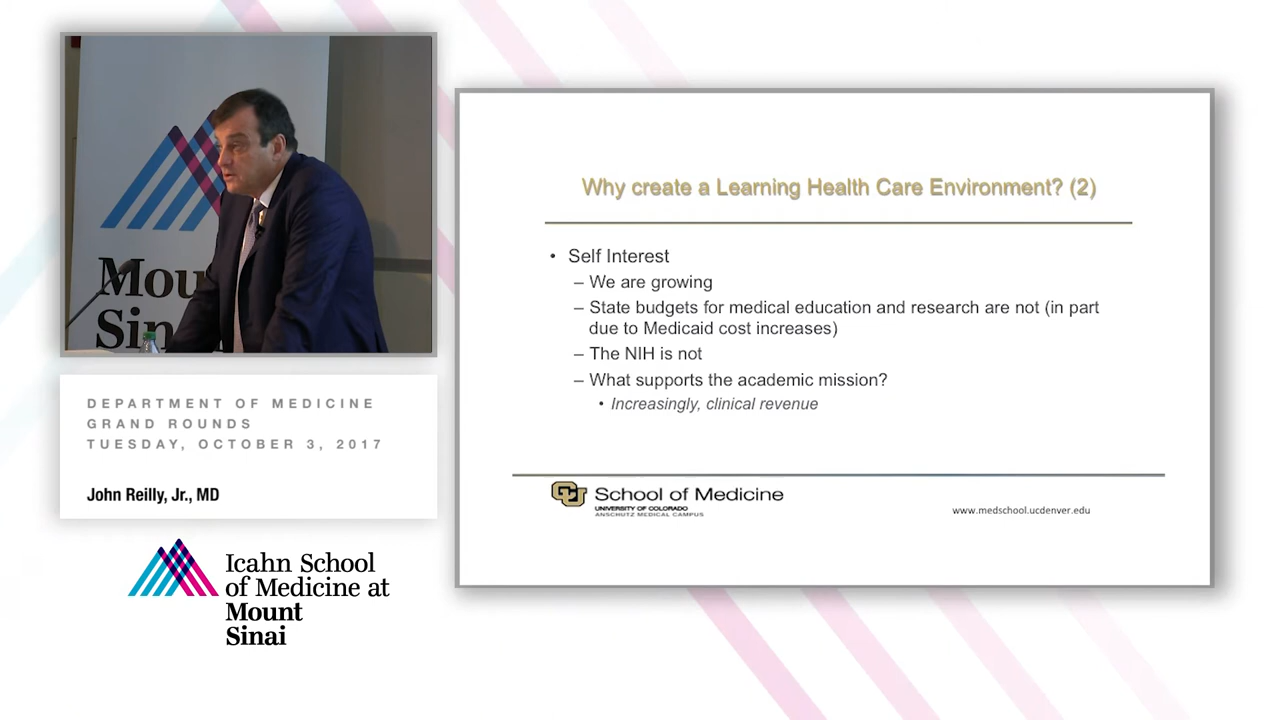 Mou
Sin
DEPARTMENT OF MEDICINE
GRAND ROUNDS
TUESDAY, OCTOBER 3, 2017
John Reilly, Jr., MD
Icahn School
of Medicine at
Mount
Sinai
Why create a Learning Health Care Environment? (2)
• Self Interest
– We are growing
– State budgets for medical education and research are not (in part
due to Medicaid cost increases)
– The NIH is not
– What supports the academic mission?
• Increasingly, clinical revenue
CU School of Medicine
UNIVERSITY OF COLORADO
ANSCHUTZ MEDICAL CAMPUS
www.medschool.ucdenver.edu